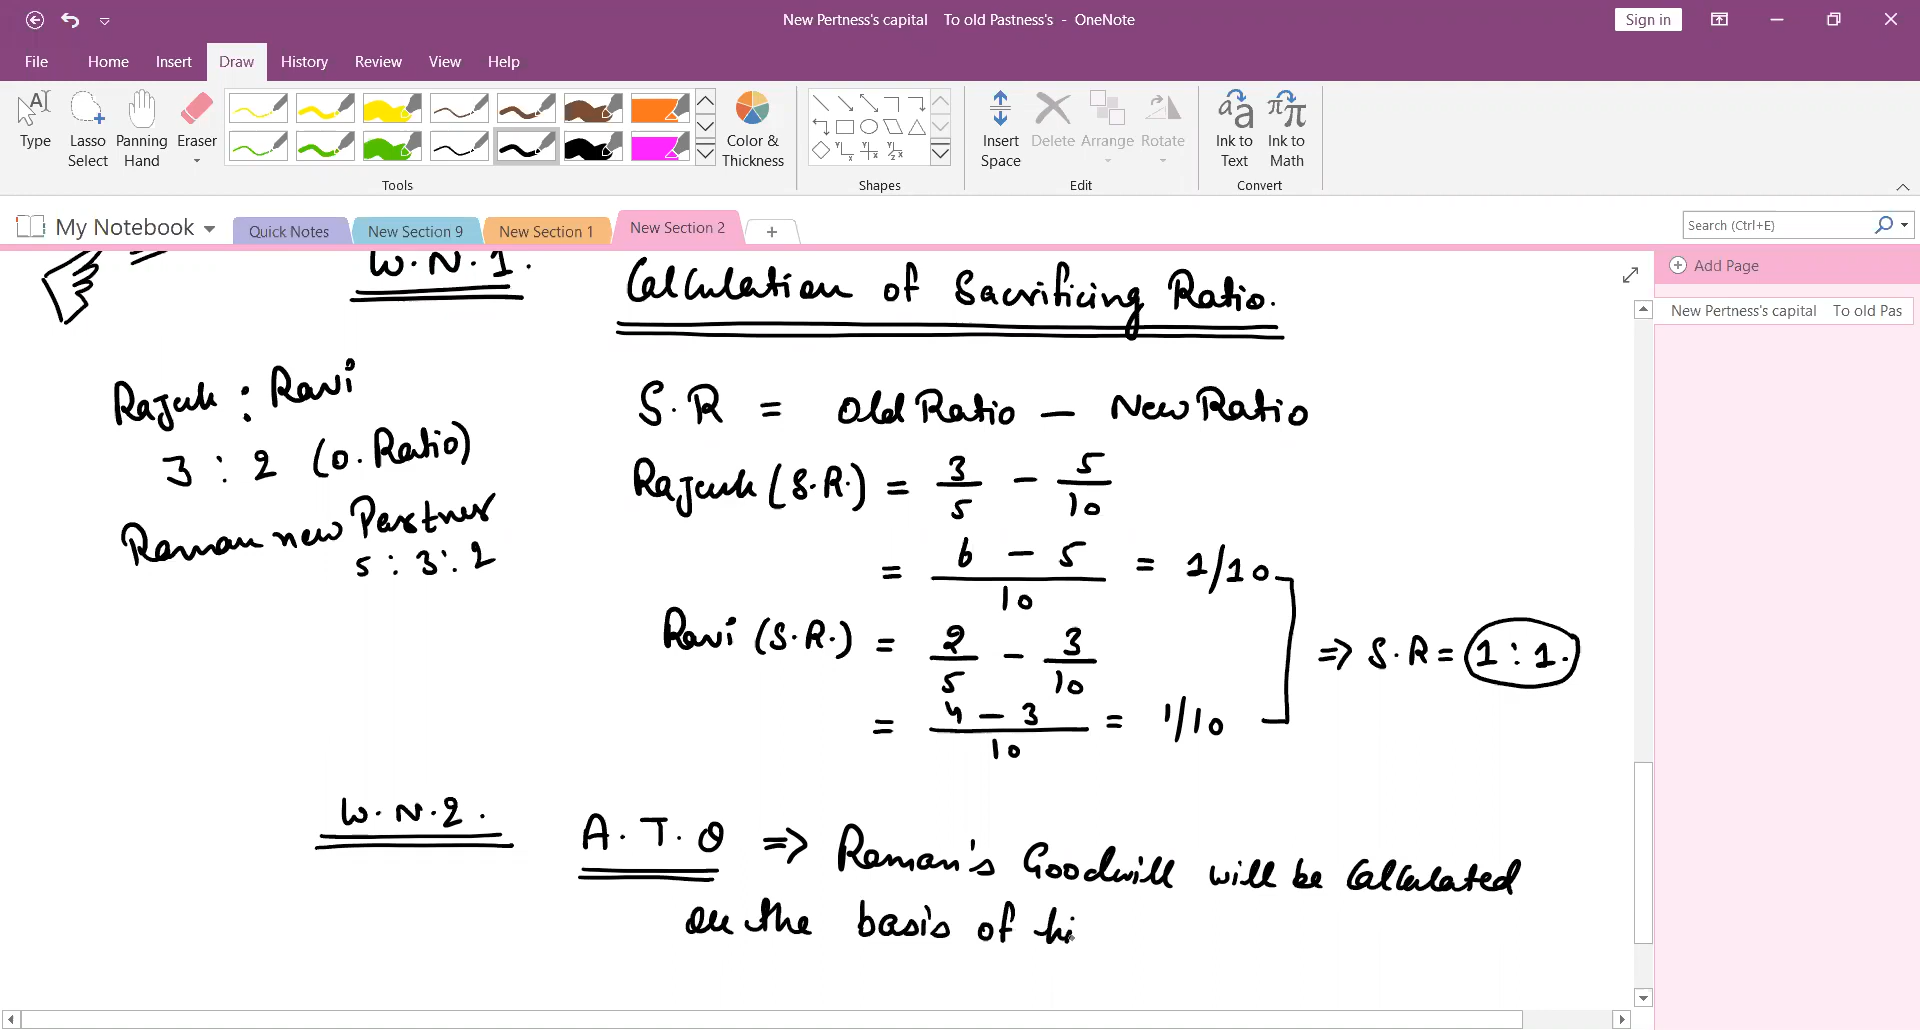 New Pertness's capital To old Pastness's - OneNote
Sign in
File Home Insert Draw History Review View Help
Type
Lasso Select
Panning Hand
Eraser
Color & Thickness
Insert Space
Delete
Arrange
Rotate
Ink to Text
Ink to Math
Tools
Shapes
Edit
Convert
My Notebook
Quick Notes
New Section 9
New Section 1
New Section 2
Search (Ctrl+E)
Add Page
New Pertness's capital To old Pas
W.N.1.
Calculation of Sacrificing Ratio.
: Ravi
3 : 2 (O. Ratio)
Raman new Partner
5 : 3 : 2
S.R = Old Ratio - New Ratio
(S.R.) = 3/5 - 5/10
= 6 - 5 / 10 = 1/10
Ravi (S.R.) = 2/5 - 3/10
= 4 - 3 / 10 = 1/10
=> S.R = 1 : 1.
W.N.2.
A.T.Q => Raman's Goodwill will be Calculated
on the basis of hi